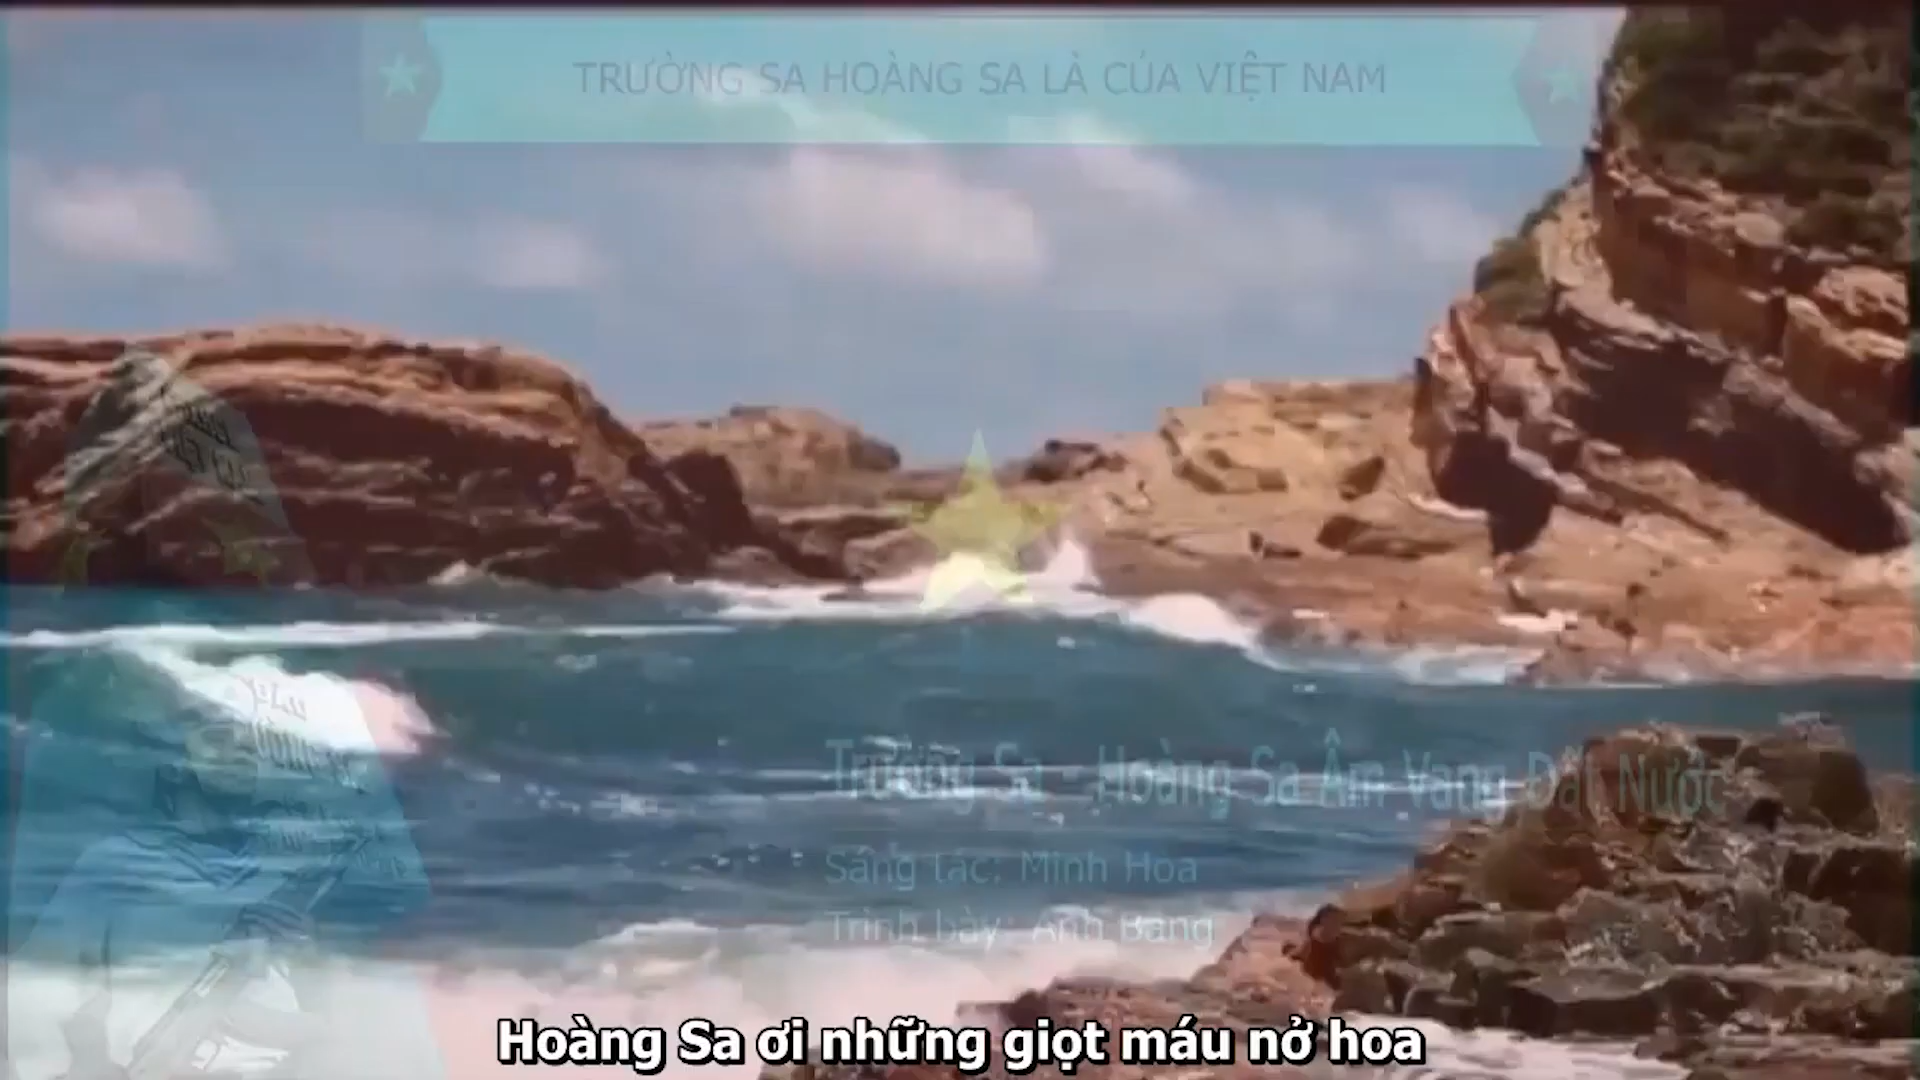 TRƯỜNG SA HOÀNG SA LÀ CỦA VIỆT NAM
Trường Sa - Hoàng Sa Âm Vang Đất Nước
Sáng tác: Minh Hoa
Trình bày: Anh Bằng
Hoàng Sa ơi những giọt máu nở hoa